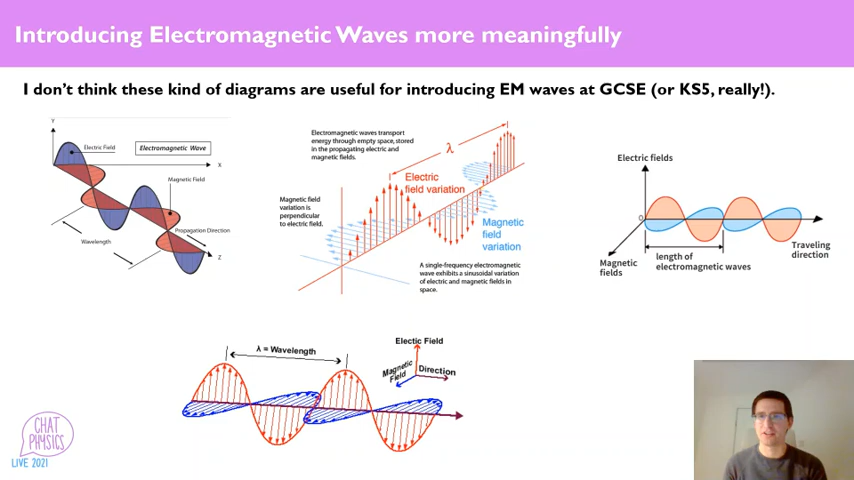 Introducing Electromagnetic Waves more meaningfully
I don't think these kind of diagrams are useful for introducing EM waves at GCSE (or KS5, really!).
Y
Electric Field
Electromagnetic Wave
X
Magnetic Field
Propagation Direction
Wavelength
Z
Electromagnetic waves transport
energy through empty space, stored
in the propagating electric and
magnetic fields.
λ
Electric
field variation
Magnetic field
variation is
perpendicular
to electric field.
Magnetic
field
variation
A single-frequency electromagnetic
wave exhibits a sinusoidal variation
of electric and magnetic fields in
space.
Electric fields
0
Magnetic
fields
length of
electromagnetic waves
Traveling
direction
λ = Wavelength
Electic Field
Magnetic
Field
Direction
CHAT
PHYSICS
LIVE 2021